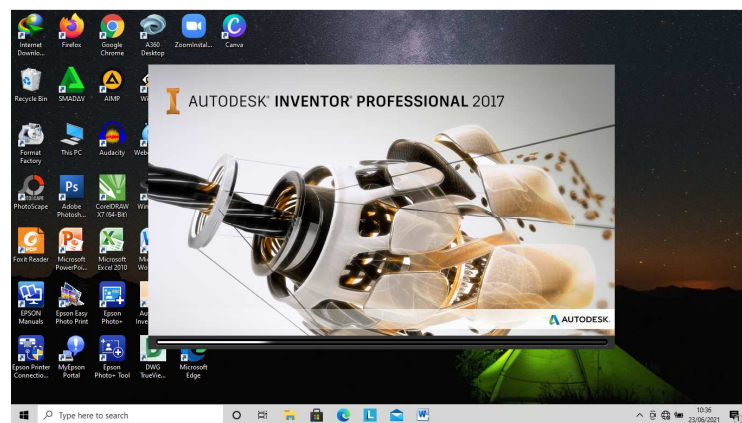 Internet Downlo...
Firefox
Google Chrome
A360 Desktop
ZoomInstal...
Canva
Recycle Bin
SMADΔV
AIMP
AUTODESK® INVENTOR® PROFESSIONAL 2017
Format Factory
This PC
Audacity
PhotoScape
Ps
Adobe Photosh...
CorelDRAW X7 (64-Bit)
PDF
Foxit Reader
Microsoft PowerPoi...
Microsoft Excel 2010
EPSON Manuals
Epson Easy Photo Print
Epson Photo+
AUTODESK.
Epson Printer Connectio...
MyEpson Portal
Epson Photo+ Tool
DWG TrueVie...
Microsoft Edge
Type here to search
L
W
10:36
23/06/2021